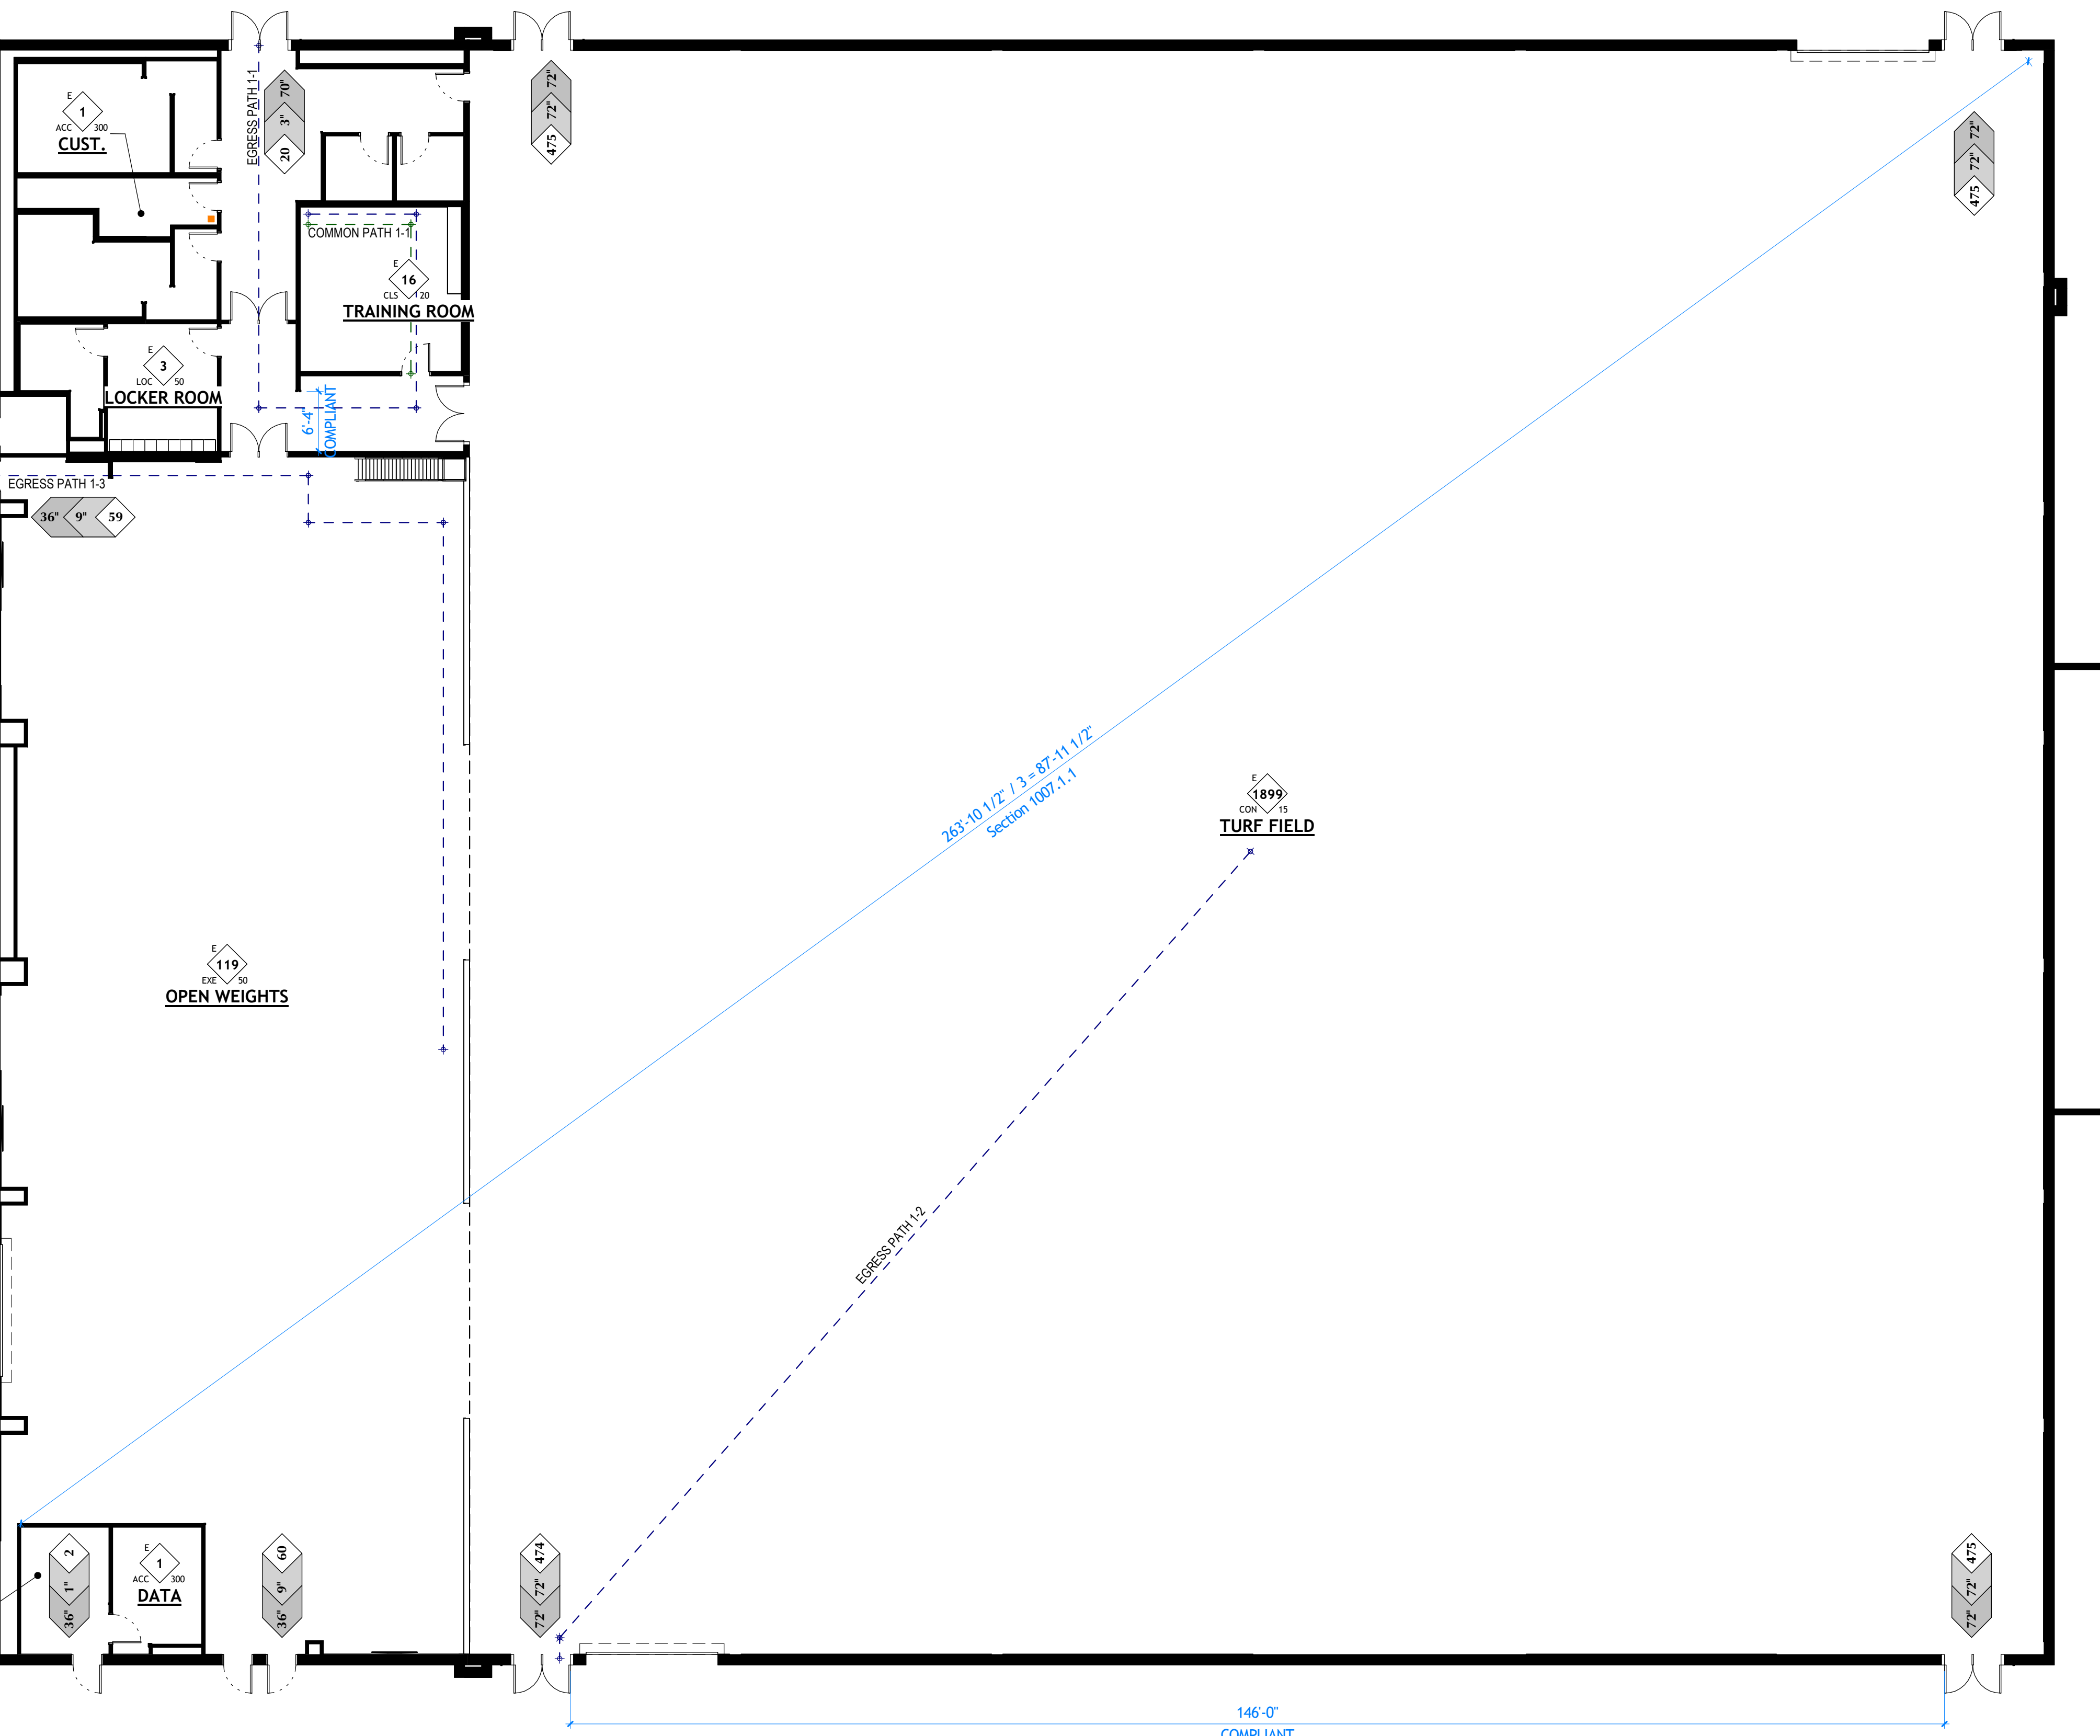 EGRESS PATH 1-1
70"
3"
20
72"
72"
475
72"
72"
475
E
1
ACC 300
CUST.
COMMON PATH 1-1
E
16
CLS 20
TRAINING ROOM
E
3
LOC 50
LOCKER ROOM
6'-4"
COMPLIANT
EGRESS PATH 1-3
36" 9" 59
263'-10 1/2" / 3 = 87'-11 1/2"
Section 1007.1.1
E
1899
CON 15
TURF FIELD
E
119
EXE 50
OPEN WEIGHTS
EGRESS PATH 1-2
2
1"
36"
E
1
ACC 300
DATA
60
9"
36"
474
72"
72"
475
72"
72"
146'-0"
COMPLIANT